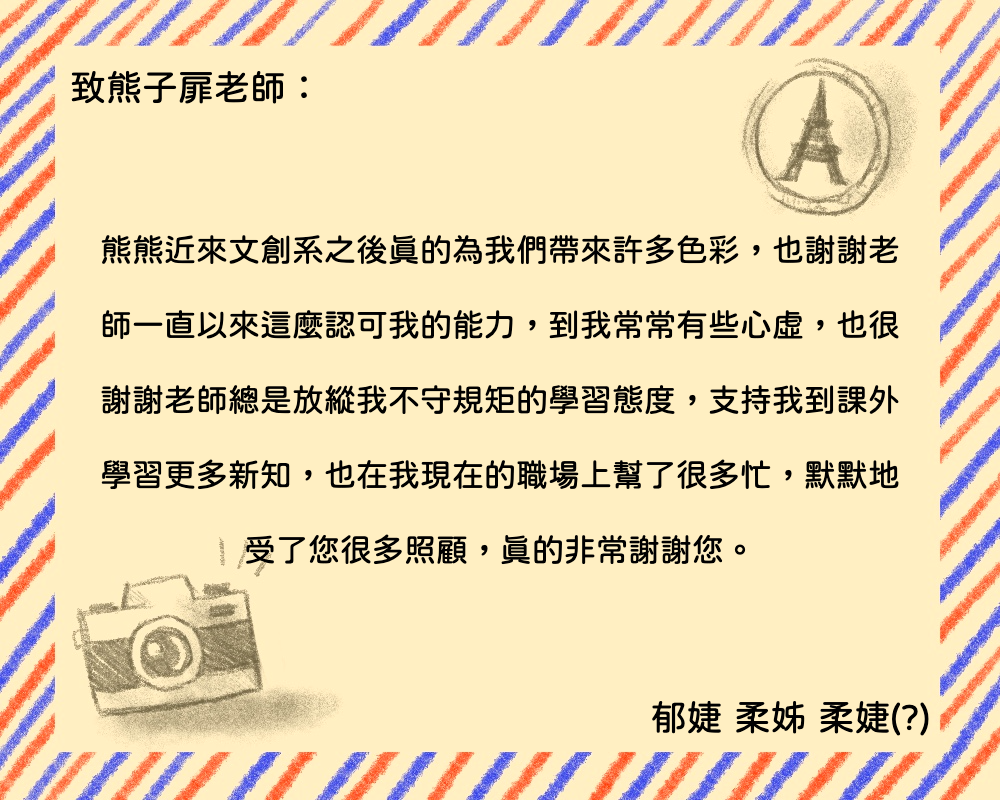 致熊子扉老師：
熊熊近來文創系之後真的為我們帶來許多色彩，也謝謝老
師一直以來這麼認可我的能力，到我常常有些心虛，也很
謝謝老師總是放縱我不守規矩的學習態度，支持我到課外
學習更多新知，也在我現在的職場上幫了很多忙，默默地
受了您很多照顧，真的非常謝謝您。
郁婕 柔姊 柔婕(?)